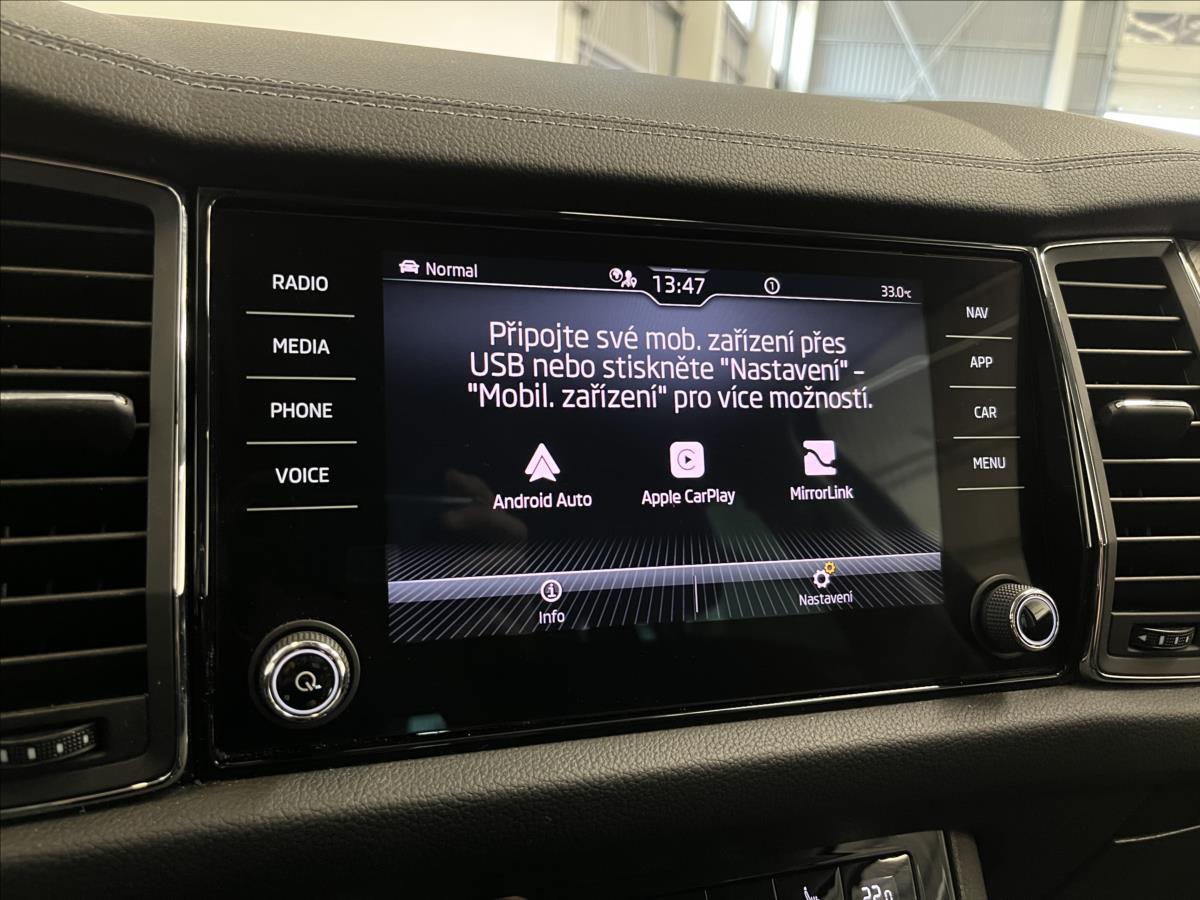 RADIO
MEDIA
PHONE
VOICE
Normal
13:47
1
33.0°C
Připojte své mob. zařízení přes
USB nebo stiskněte "Nastavení" –
"Mobil. zařízení" pro více možností.
Android Auto
Apple CarPlay
MirrorLink
Info
Nastavení
NAV
APP
CAR
MENU